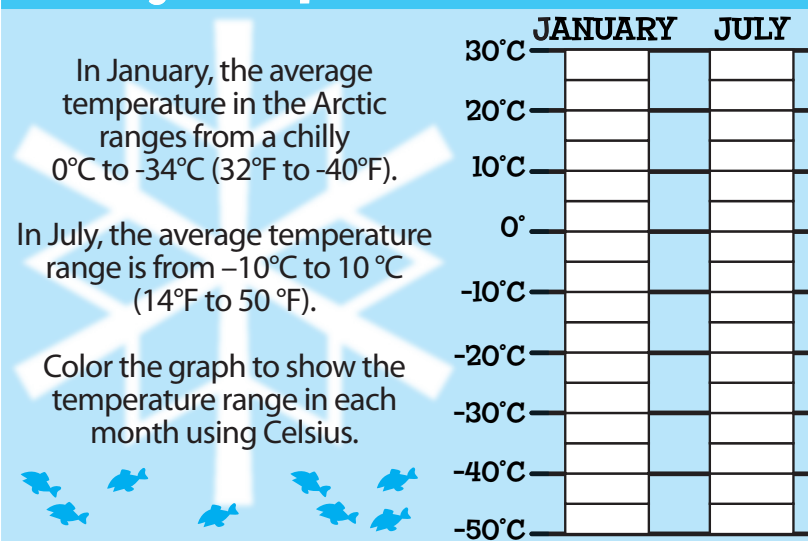 In January, the average
temperature in the Arctic
ranges from a chilly
0°C to -34°C (32°F to -40°F).
In July, the average temperature
range is from –10°C to 10 °C
(14°F to 50 °F).
Color the graph to show the
temperature range in each
month using Celsius.
JANUARY JULY
30°C
20°C
10°C
0°
-10°C
-20°C
-30°C
-40°C
-50°C